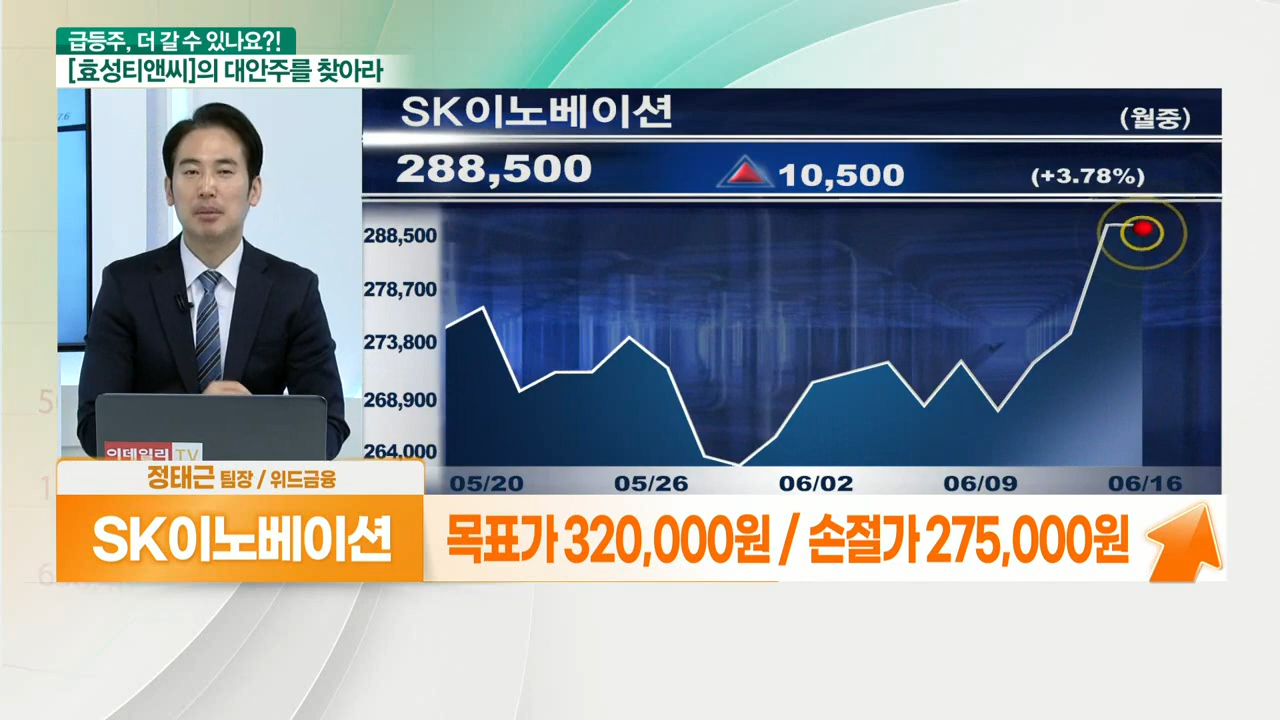 급등주, 더 갈 수 있나요?!
[효성티앤씨]의 대안주를 찾아라
SK이노베이션
(월중)
288,500
10,500
(+3.78%)
288,500
278,700
273,800
268,900
264,000
05/20
05/26
06/02
06/09
06/16
이데일리 TV
정태근 팀장 / 위드금융
SK이노베이션
목표가 320,000원 / 손절가 275,000원